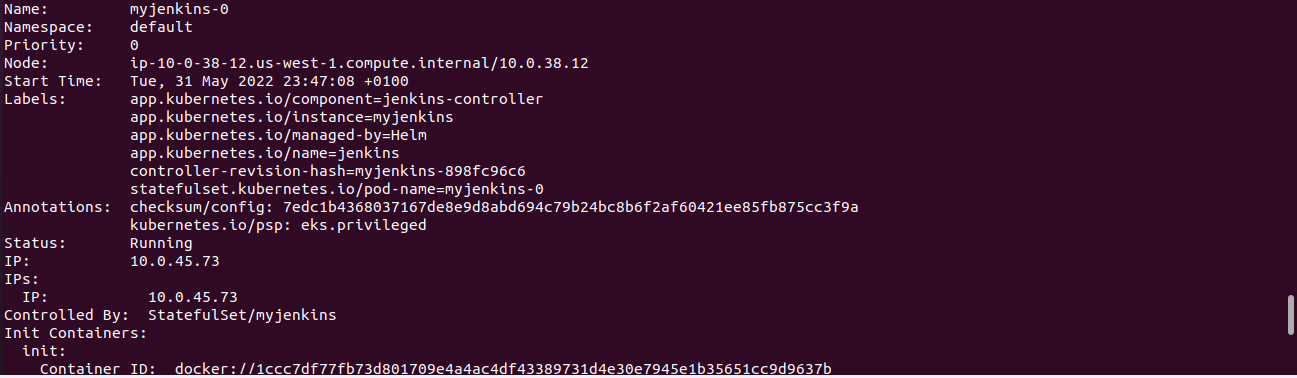 Name:         myjenkins-0
Namespace:    default
Priority:     0
Node:         ip-10-0-38-12.us-west-1.compute.internal/10.0.38.12
Start Time:   Tue, 31 May 2022 23:47:08 +0100
Labels:       app.kubernetes.io/component=jenkins-controller
              app.kubernetes.io/instance=myjenkins
              app.kubernetes.io/managed-by=Helm
              app.kubernetes.io/name=jenkins
              controller-revision-hash=myjenkins-898fc96c6
              statefulset.kubernetes.io/pod-name=myjenkins-0
Annotations:  checksum/config: 7edc1b4368037167de8e9d8abd694c79b24bc8b6f2af60421ee85fb875cc3f9a
              kubernetes.io/psp: eks.privileged
Status:       Running
IP:           10.0.45.73
IPs:
  IP:           10.0.45.73
Controlled By:  StatefulSet/myjenkins
Init Containers:
  init:
    Container ID:  docker://1ccc7df77fb73d801709e4a4ac4df43389731d4e30e7945e1b35651cc9d9637b